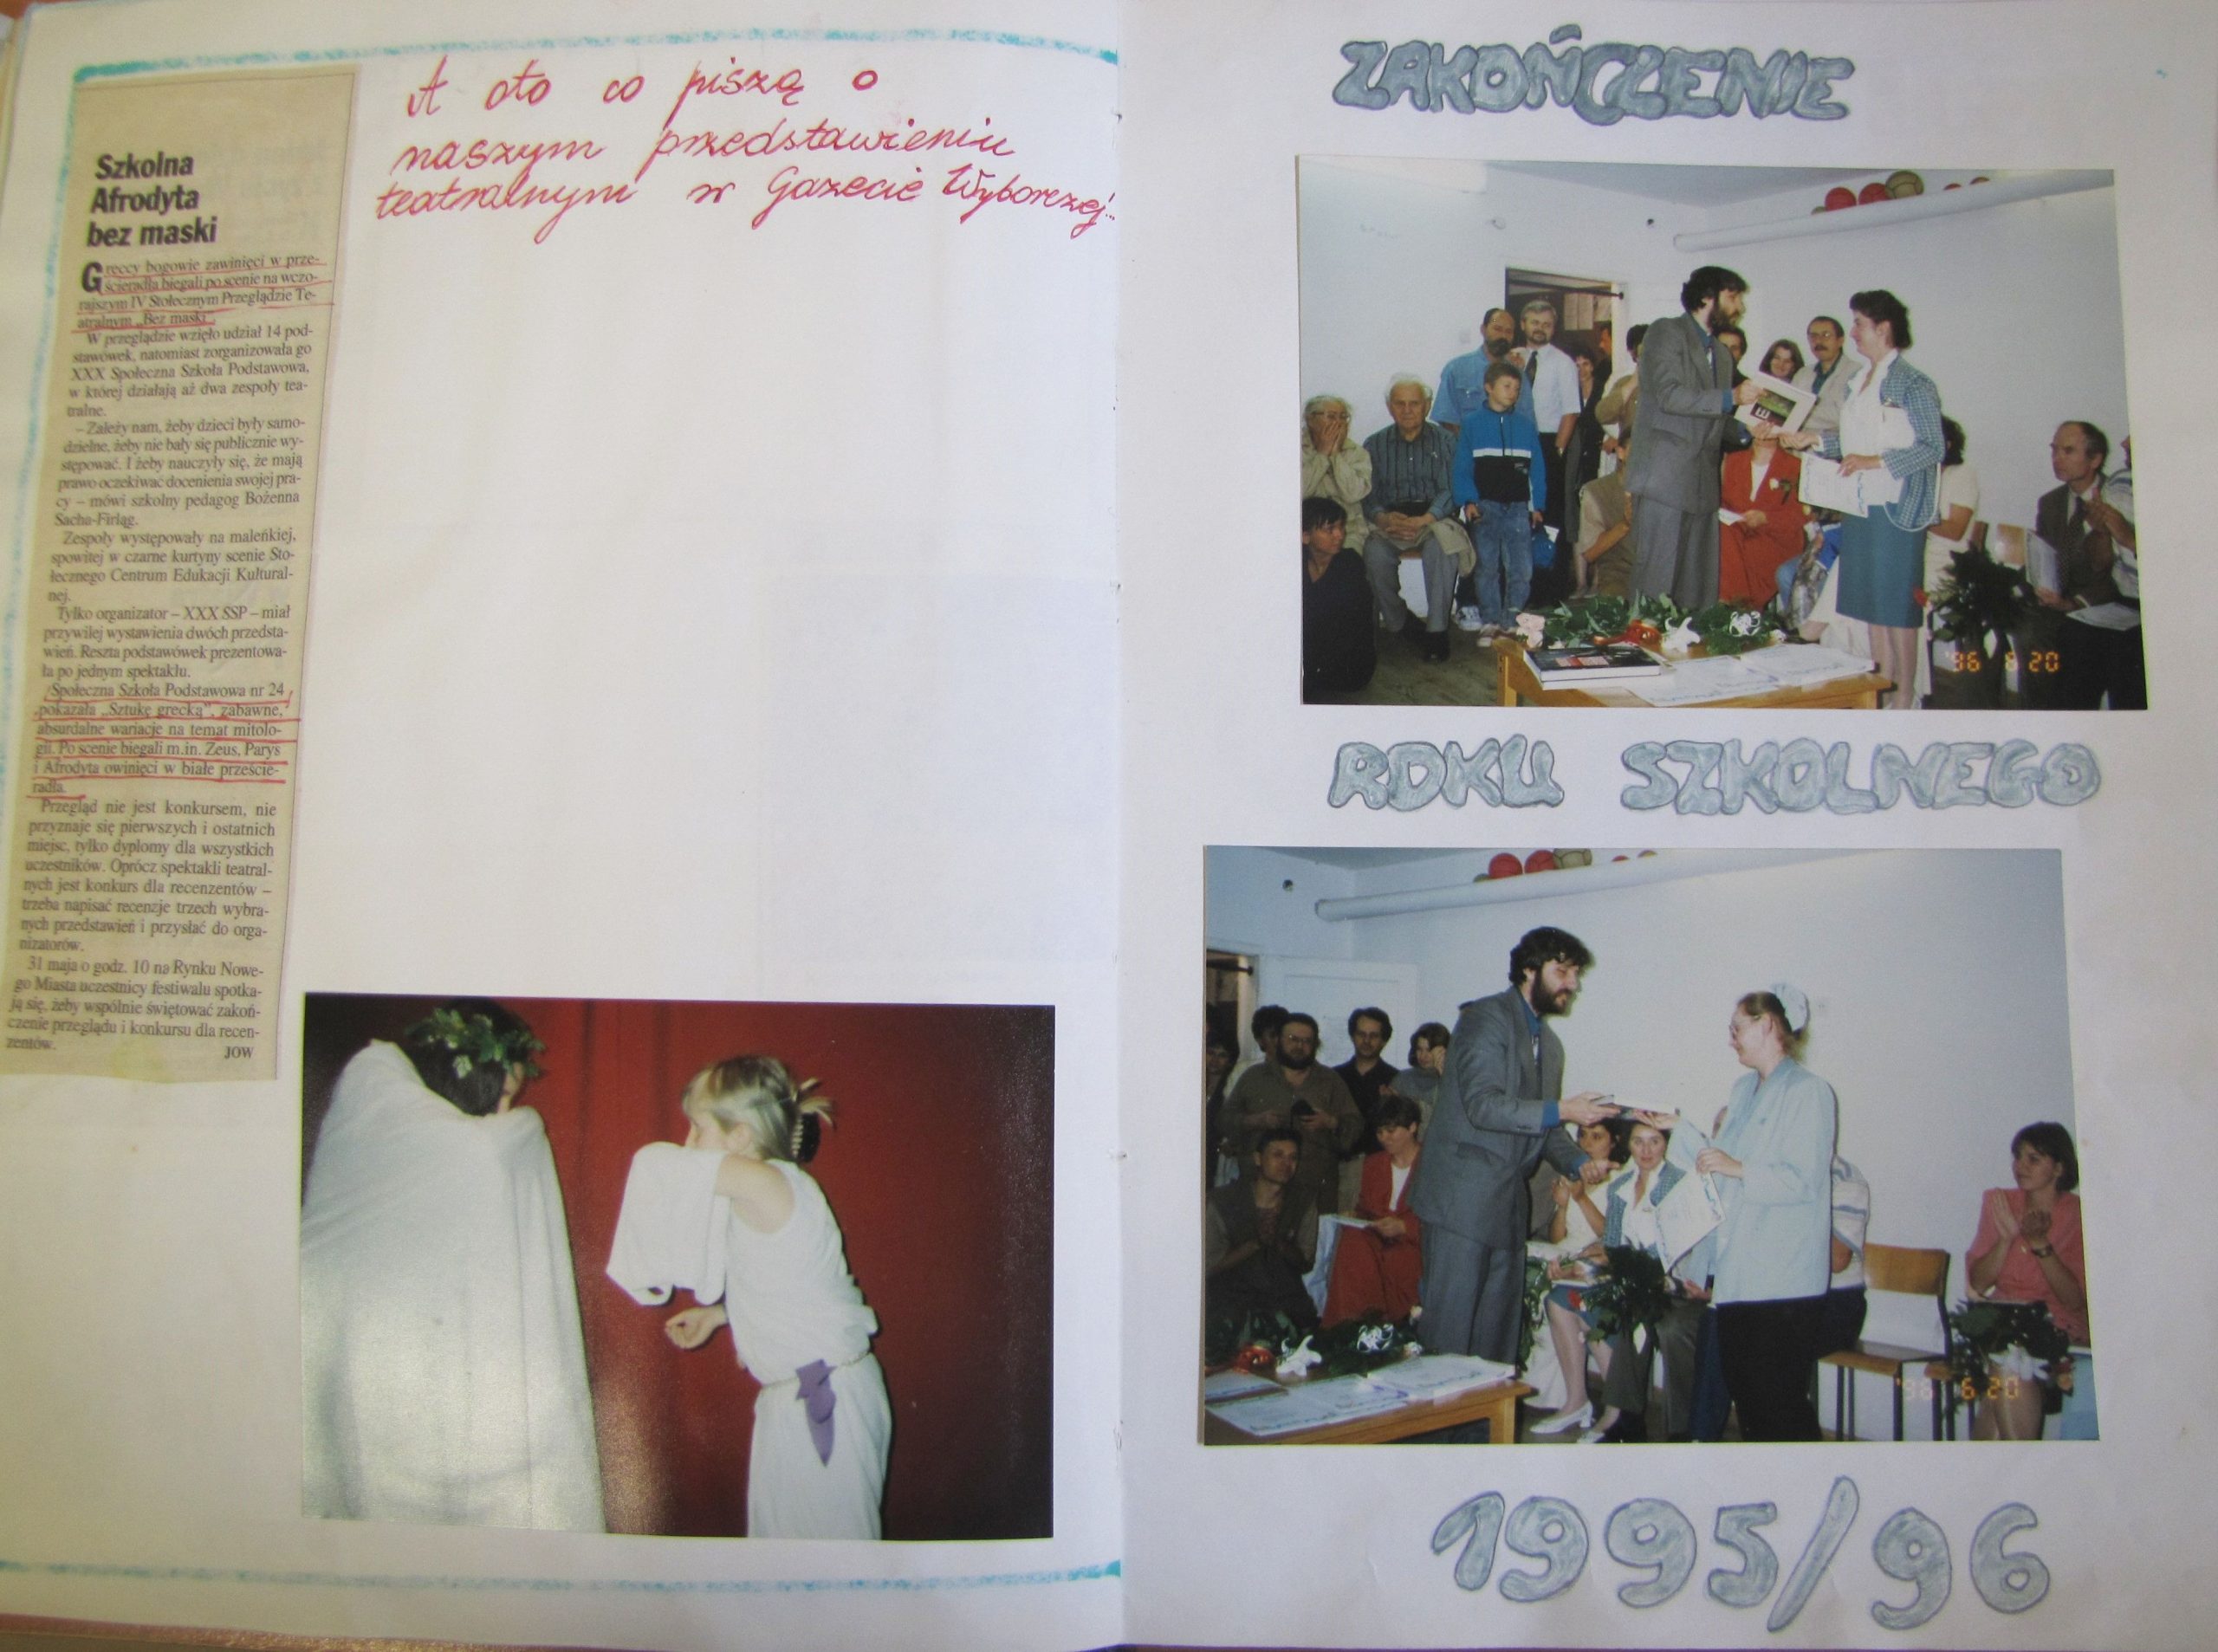 A oto co piszą o
naszym przedstawieniu
teatralnym w Gazecie Wyborczej...
Szkolna
Afrodyta
bez maski
Greccy bogowie zawinięci w prze-
ścieradła biegali po scenie na wczo-
rajszym IV Stołecznym Przeglądzie Te-
atralnym „Bez maski”.
W przeglądzie wzięło udział 14 pod-
stawówek, natomiast zorganizowała go
XXX Społeczna Szkoła Podstawowa,
w której działają aż dwa zespoły tea-
tralne.
– Zależy nam, żeby dzieci były samo-
dzielne, żeby nie bały się publicznie wy-
stępować. I żeby nauczyły się, że mają
prawo oczekiwać docenienia swojej pra-
cy – mówi szkolny pedagog Bożenna
Sacha-Firląg.
Zespoły występowały na maleńkiej,
spowitej w czarne kurtyny scenie Sto-
łecznego Centrum Edukacji Kultural-
nej.
Tylko organizator – XXX SSP – miał
przywilej wystawienia dwóch przedsta-
wień. Reszta podstawówek prezentowa-
ła po jednym spektaklu.
Społeczna Szkoła Podstawowa nr 24
pokazała „Sztukę grecką”, zabawne,
absurdalne wariacje na temat mitolo-
gii. Po scenie biegali m.in. Zeus, Parys
i Afrodyta owinięci w białe przeście-
radła.
Przegląd nie jest konkursem, nie
przyznaje się pierwszych i ostatnich
miejsc, tylko dyplomy dla wszystkich
uczestników. Oprócz spektakli teatral-
nych jest konkurs dla recenzentów –
trzeba napisać recenzje trzech wybra-
nych przedstawień i przysłać do orga-
nizatorów.
31 maja o godz. 10 na Rynku Nowe-
go Miasta uczestnicy festiwalu spotka-
ją się, żeby wspólnie świętować zakoń-
czenie przeglądu i konkursu dla recen-
zentów.
JOW
ZAKOŃCZENIE
'96 6 20
ROKU SZKOLNEGO
'96 6 20
1995/96